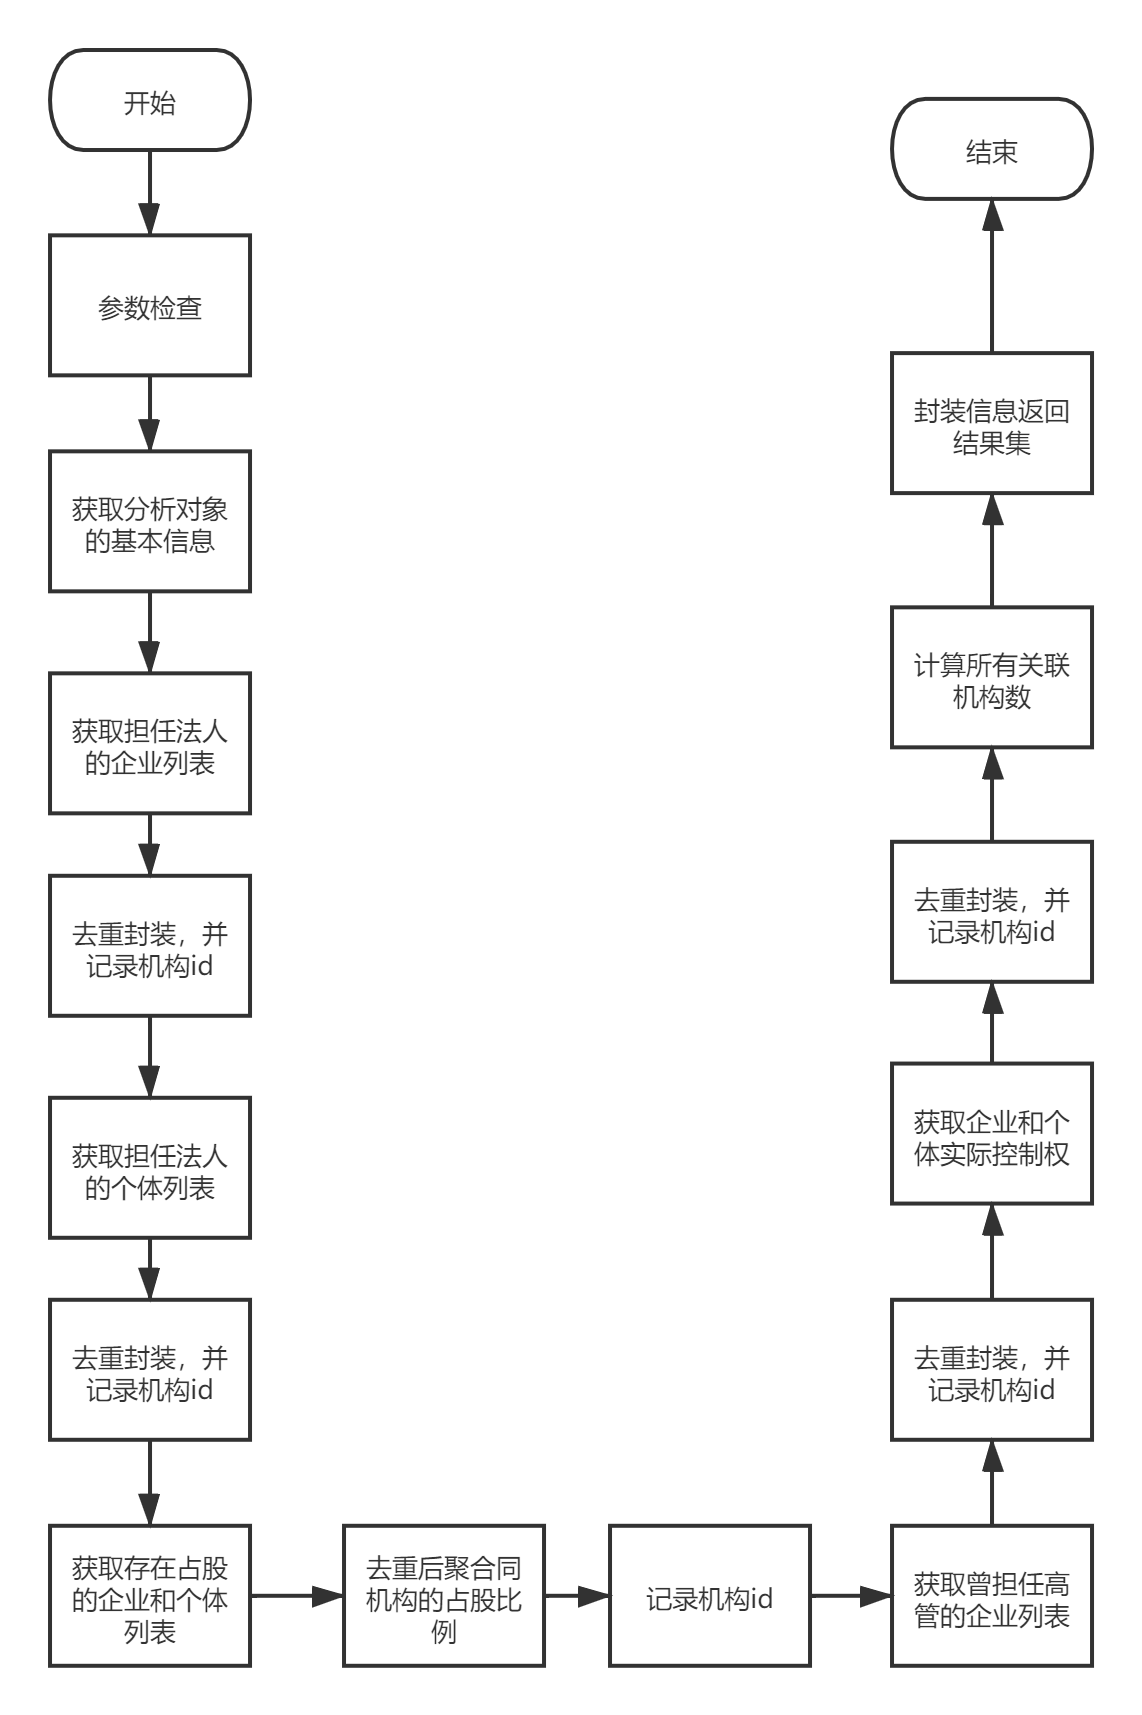 开始
参数检查
获取分析对象
的基本信息
获取担任法人
的企业列表
去重封装，并
记录机构id
获取担任法人
的个体列表
去重封装，并
记录机构id
获取存在占股
的企业和个体
列表
去重后聚合同
机构的占股比
例
记录机构id
获取曾担任高
管的企业列表
去重封装，并
记录机构id
获取企业和个
体实际控制权
去重封装，并
记录机构id
计算所有关联
机构数
封装信息返回
结果集
结束